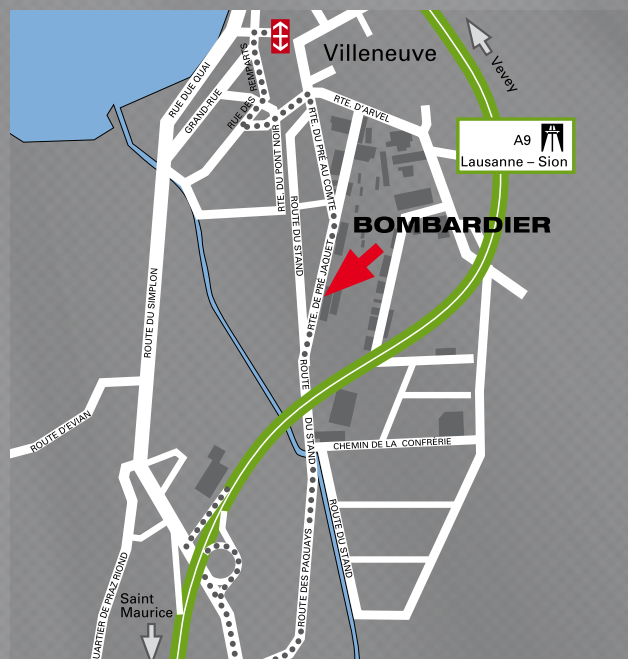 Villeneuve
Vevey
RUE DUE QUAI
GRAND-RUE
RUE DES REMPARTS
RTE. D'ARVEL
A9
Lausanne – Sion
RTE. DU PONT NOIR
RTE. DU PRÉ AU COMTE
ROUTE DU STAND
BOMBARDIER
RTE. DE PRÉ JAQUET
ROUTE DU SIMPLON
ROUTE DU STAND
ROUTE D'EVIAN
CHEMIN DE LA CONFRÉRIE
ROUTE DU STAND
ROUTE DES PAQUAYS
UARTIER DE PRAZ RIOND
Saint
Maurice